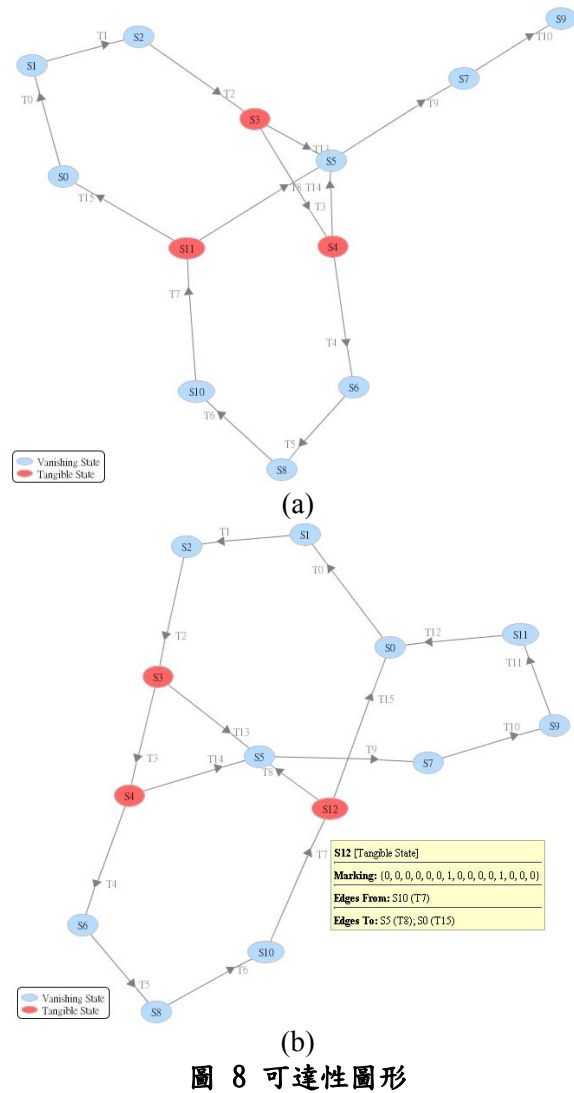 S9
T10
S2
T1
S1
S7
T2
T9
T0
S3
T13
S5
S0
T8
T14
T15
T3
S11
S4
T7
T4
S10
S6
T6
T5
S8
Vanishing State
Tangible State
(a)
S1
T1
S2
T0
S11
T12
S0
T2
T11
S3
T15
S9
T13
T10
T3
S5
T9
T14
S7
T8
S4
S12
T7
S12 [Tangible State]
Marking: {0, 0, 0, 0, 0, 0, 1, 0, 0, 0, 0, 1, 0, 0, 0}
Edges From: S10 (T7)
Edges To: S5 (T8); S0 (T15)
T4
S6
S10
T6
T5
Vanishing State
Tangible State
S8
(b)
圖 8 可達性圖形